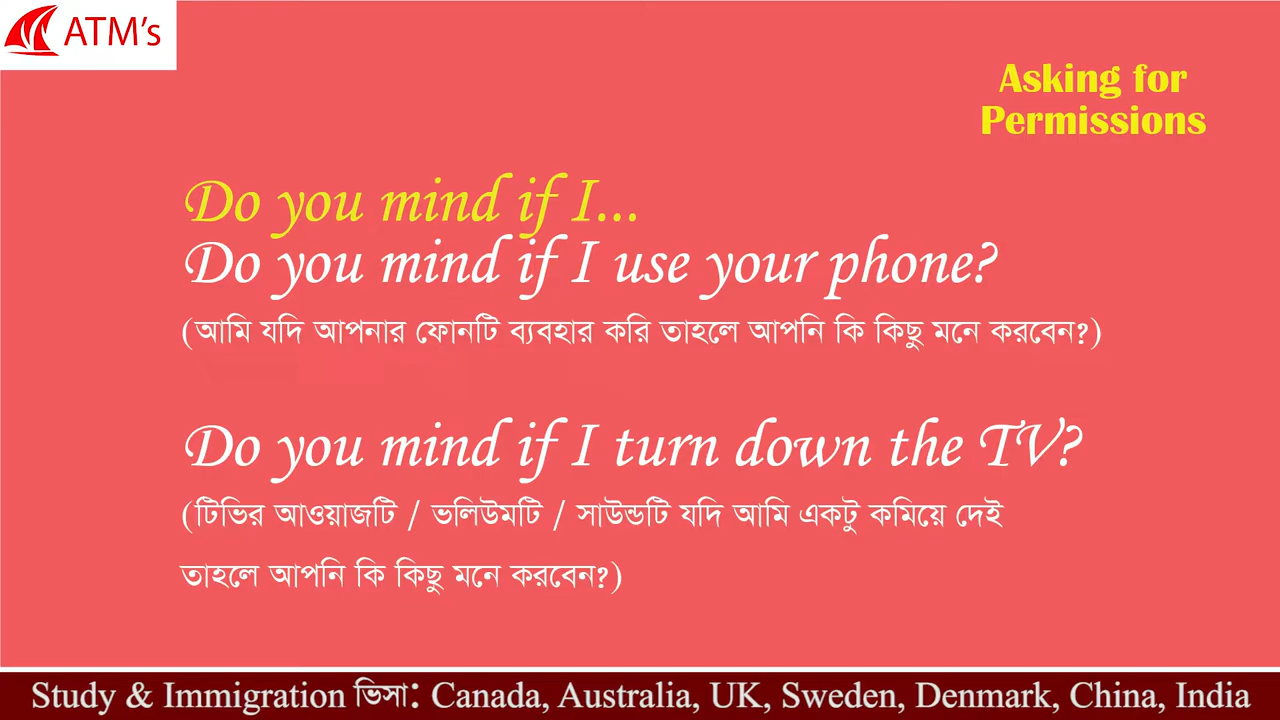 ATM's
Asking for
Permissions
Do you mind if I...
Do you mind if I use your phone?
(আমি যদি আপনার ফোনটি ব্যবহার করি তাহলে আপনি কি কিছু মনে করবেন?)
Do you mind if I turn down the TV?
(টিভির আওয়াজটি / ভলিউমটি / সাউন্ডটি যদি আমি একটু কমিয়ে দেই
তাহলে আপনি কি কিছু মনে করবেন?)
Study & Immigration ভিসা: Canada, Australia, UK, Sweden, Denmark, China, India